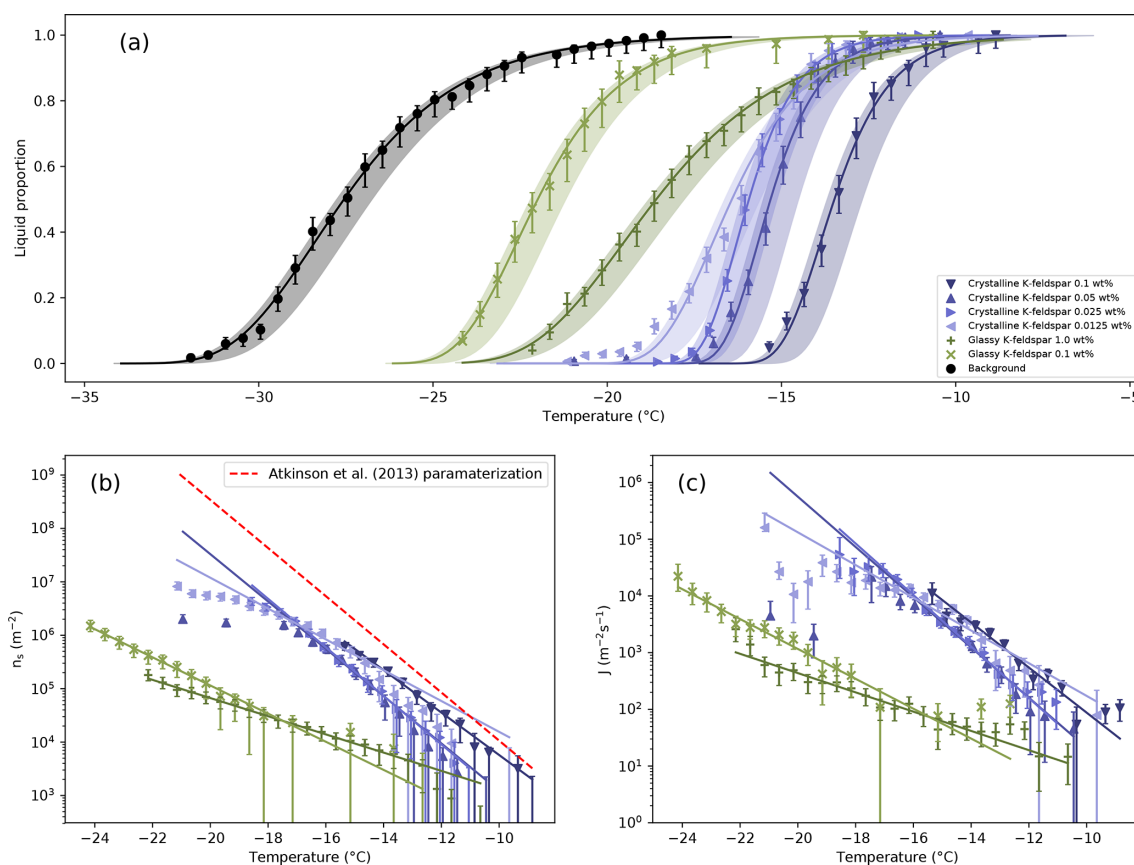 (a)
1.0
0.8
0.6
0.4
0.2
0.0
Liquid proportion
Crystalline K-feldspar 0.1 wt%
Crystalline K-feldspar 0.05 wt%
Crystalline K-feldspar 0.025 wt%
Crystalline K-feldspar 0.0125 wt%
Glassy K-feldspar 1.0 wt%
Glassy K-feldspar 0.1 wt%
Background
−35 −30 −25 −20 −15 −10 −5
Temperature (°C)
(b)
Atkinson et al. (2013) paramaterization
10⁹
10⁸
10⁷
10⁶
10⁵
10⁴
10³
nₛ (m⁻²)
−24 −22 −20 −18 −16 −14 −12 −10
Temperature (°C)
(c)
10⁶
10⁵
10⁴
10³
10²
10¹
10⁰
J (m⁻²s⁻¹)
−24 −22 −20 −18 −16 −14 −12 −10
Temperature (°C)